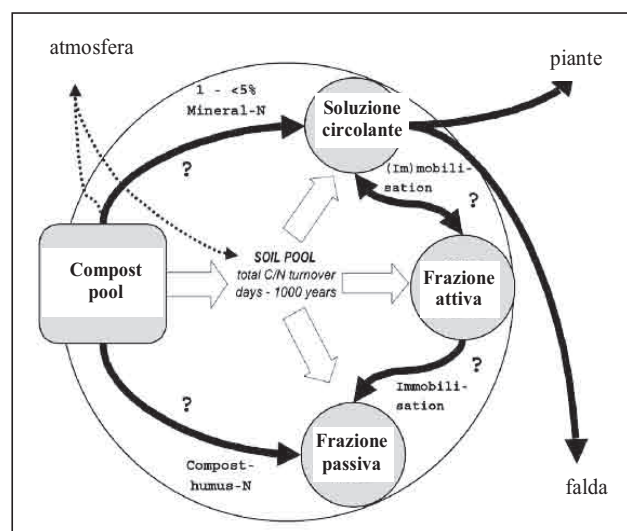 atmosfera
piante
1 - <5%
Mineral-N
Soluzione
circolante
?
(Im)mobili-
sation
?
SOIL POOL
total C/N turnover
days - 1000 years
Compost
pool
Frazione
attiva
?
Immobili-
sation
?
Frazione
passiva
Compost-
humus-N
falda